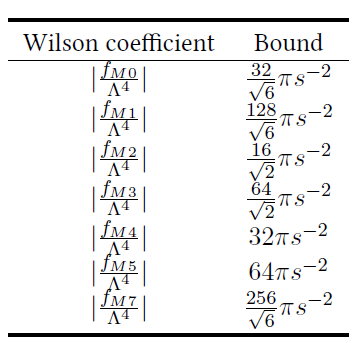 Wilson coefficient Bound
|f_{M0}/Λ^4| 32/√6 πs^{-2}
|f_{M1}/Λ^4| 128/√6 πs^{-2}
|f_{M2}/Λ^4| 16/√2 πs^{-2}
|f_{M3}/Λ^4| 64/√2 πs^{-2}
|f_{M4}/Λ^4| 32πs^{-2}
|f_{M5}/Λ^4| 64πs^{-2}
|f_{M7}/Λ^4| 256/√6 πs^{-2}